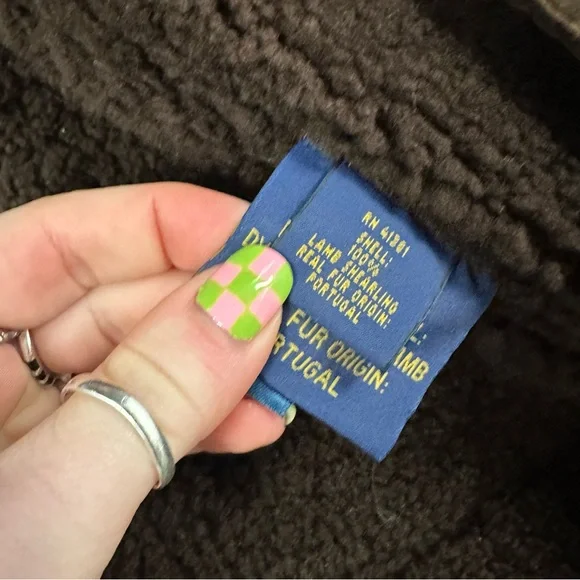 RN 41381
SHELL:
100%
LAMB SHEARLING
REAL FUR ORIGIN:
PORTUGAL
L:
AMB
FUR ORIGIN:
RTUGAL